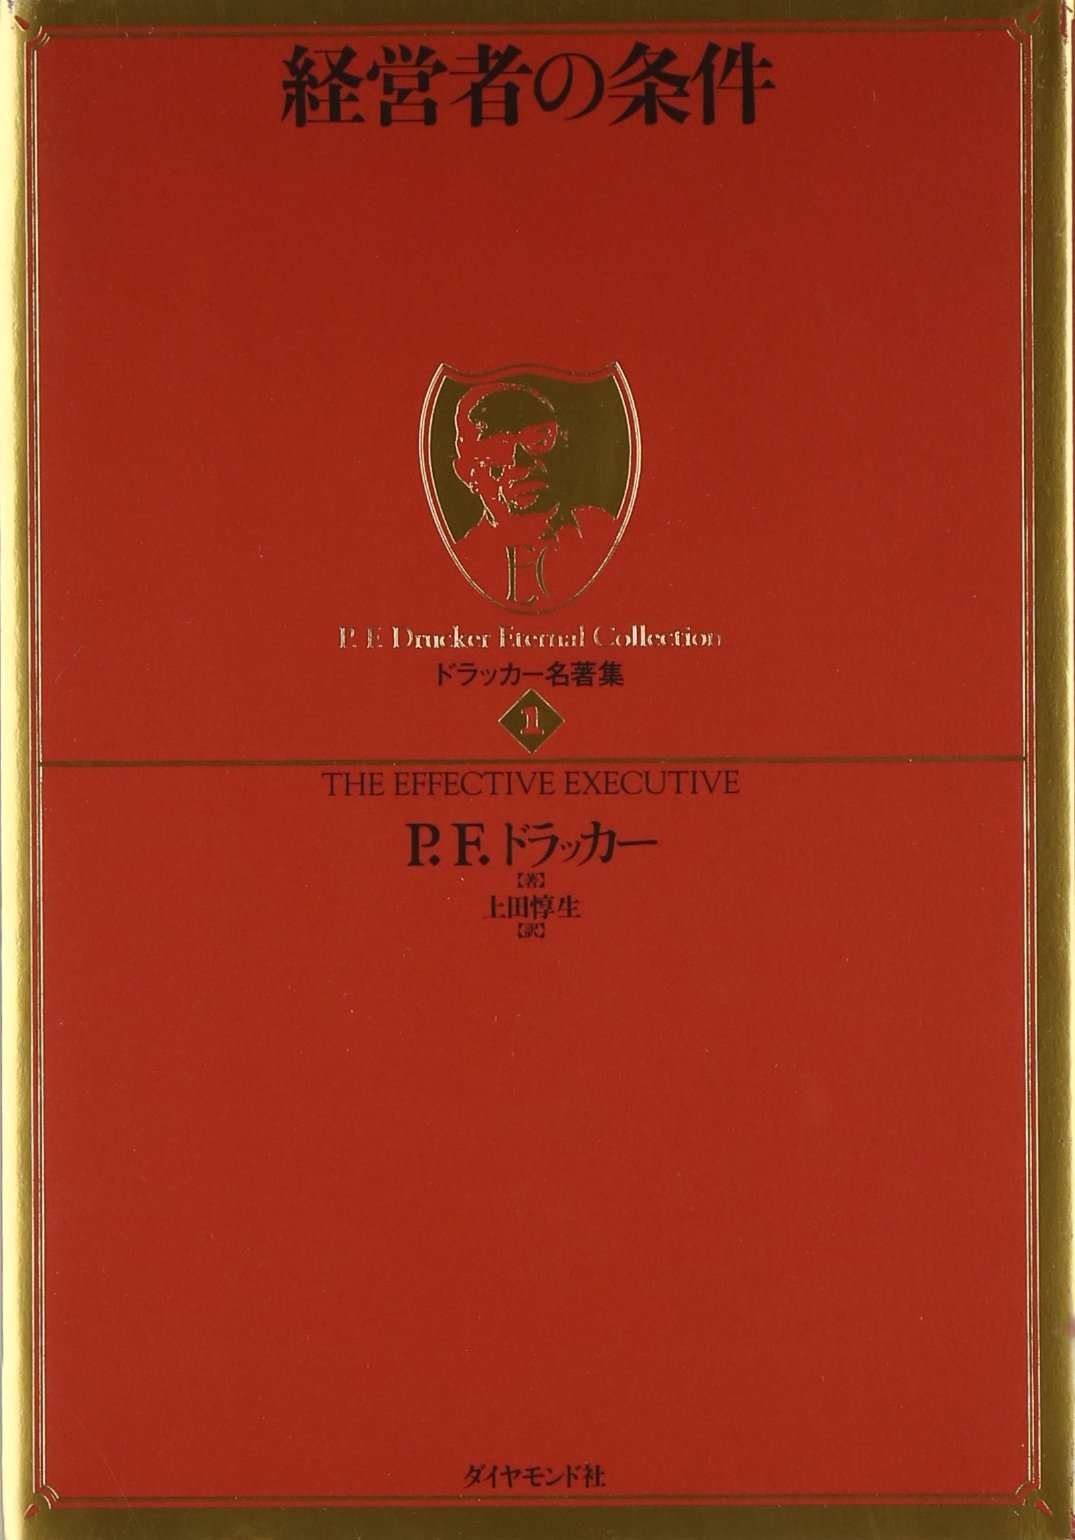 経営者の条件
EC
P. F. Drucker Eternal Collection
ドラッカー名著集
1
THE EFFECTIVE EXECUTIVE
P. F. ドラッカー
【著】
上田惇生
【訳】
ダイヤモンド社